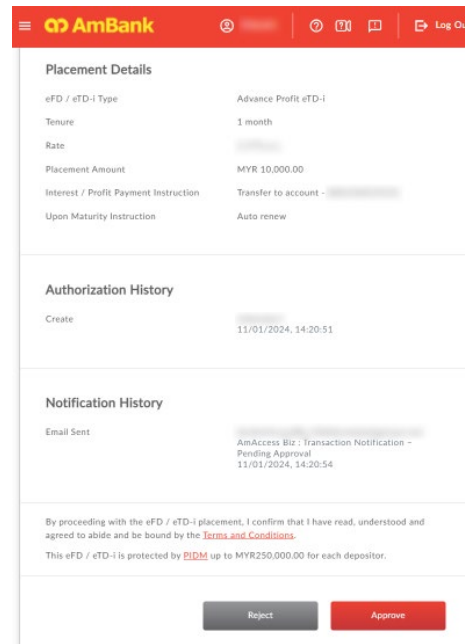 AmBank
Log Ou
Placement Details
eFD / eTD-i Type Advance Profit eTD-i
Tenure 1 month
Rate
Placement Amount MYR 10,000.00
Interest / Profit Payment Instruction Transfer to account -
Upon Maturity Instruction Auto renew
Authorization History
Create
11/01/2024, 14:20:51
Notification History
Email Sent
AmAccess Biz : Transaction Notification –
Pending Approval
11/01/2024, 14:20:54
By proceeding with the eFD / eTD-i placement, I confirm that I have read, understood and
agreed to abide and be bound by the Terms and Conditions.
This eFD / eTD-i is protected by PIDM up to MYR250,000.00 for each depositor.
Reject Approve